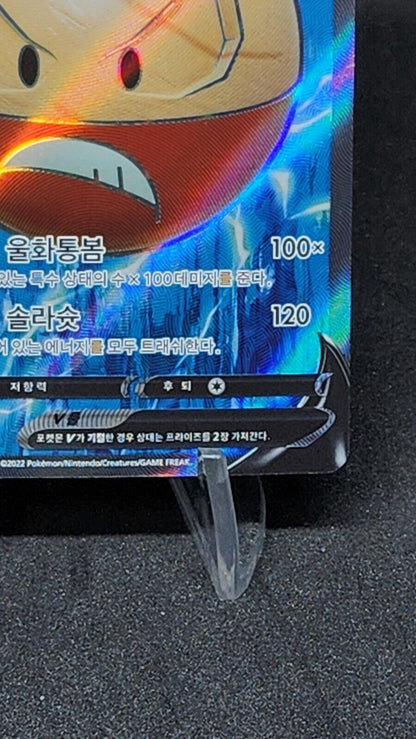 울화통봄 100×
있는 특수 상태의 수 × 100데미지를 준다.
솔라숏 120
있는 에너지를 모두 트래쉬한다.
저항력 후퇴
V룰
포켓몬 V가 기절한 경우 상대는 프라이즈를 2장 가져간다.
©2022 Pokémon/Nintendo/Creatures/GAME FREAK.